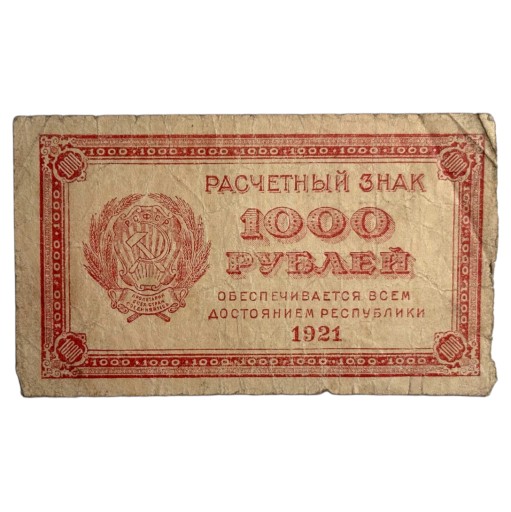 РАСЧЕТНЫЙ ЗНАК
1000
РУБЛЕЙ
ОБЕСПЕЧИВАЕТСЯ ВСЕМ
ДОСТОЯНИЕМ РЕСПУБЛИКИ
1921